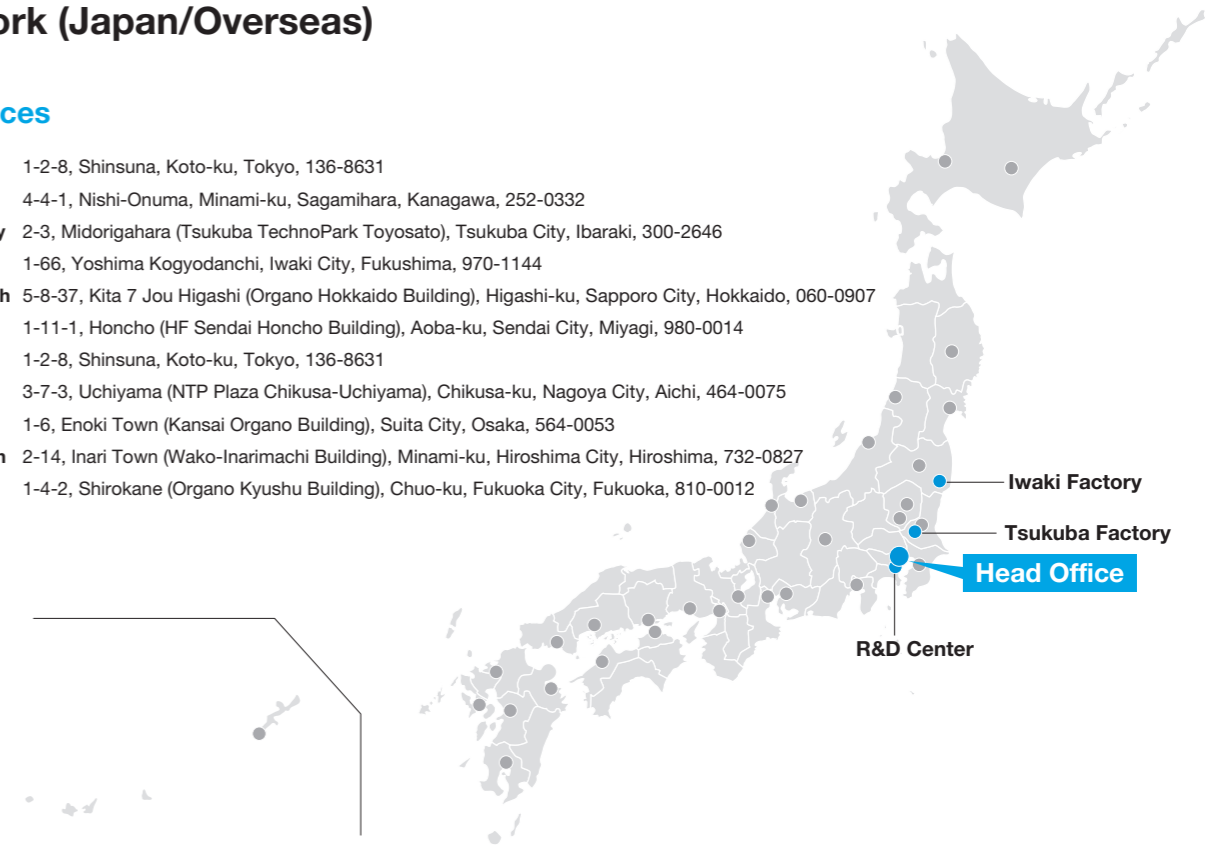 ork (Japan/Overseas)
ces
1-2-8, Shinsuna, Koto-ku, Tokyo, 136-8631
4-4-1, Nishi-Onuma, Minami-ku, Sagamihara, Kanagawa, 252-0332
y 2-3, Midorigahara (Tsukuba TechnoPark Toyosato), Tsukuba City, Ibaraki, 300-2646
1-66, Yoshima Kogyodanchi, Iwaki City, Fukushima, 970-1144
h 5-8-37, Kita 7 Jou Higashi (Organo Hokkaido Building), Higashi-ku, Sapporo City, Hokkaido, 060-0907
1-11-1, Honcho (HF Sendai Honcho Building), Aoba-ku, Sendai City, Miyagi, 980-0014
1-2-8, Shinsuna, Koto-ku, Tokyo, 136-8631
3-7-3, Uchiyama (NTP Plaza Chikusa-Uchiyama), Chikusa-ku, Nagoya City, Aichi, 464-0075
1-6, Enoki Town (Kansai Organo Building), Suita City, Osaka, 564-0053
2-14, Inari Town (Wako-Inarimachi Building), Minami-ku, Hiroshima City, Hiroshima, 732-0827
1-4-2, Shirokane (Organo Kyushu Building), Chuo-ku, Fukuoka City, Fukuoka, 810-0012
Iwaki Factory
Tsukuba Factory
Head Office
R&D Center